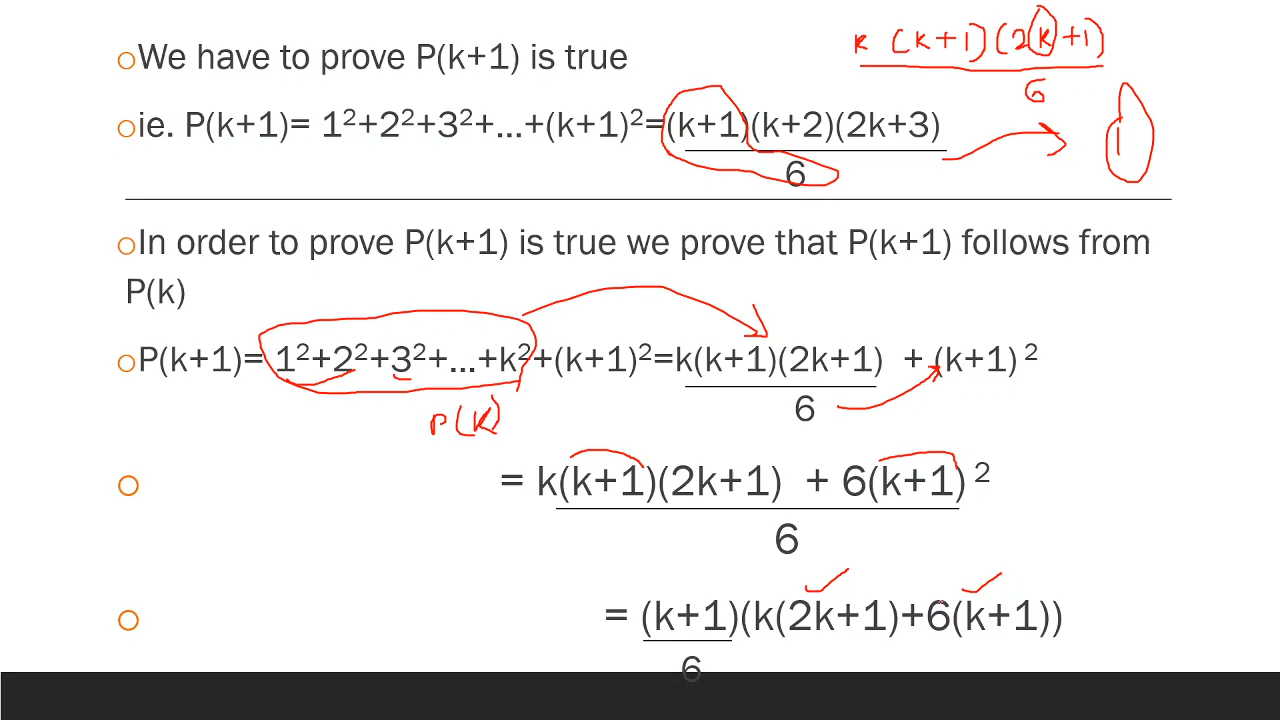 k (k+1)(2k+1)
○We have to prove P(k+1) is true
6
○ie. P(k+1)= 1²+2²+3²+...+(k+1)²=(k+1)(k+2)(2k+3)
1
6
○In order to prove P(k+1) is true we prove that P(k+1) follows from
P(k)
○P(k+1)= 1²+2²+3²+...+k²+(k+1)²=k(k+1)(2k+1) + (k+1) ²
6
P(k)
○ = k(k+1)(2k+1) + 6(k+1) ²
6
○ = (k+1)(k(2k+1)+6(k+1))
6